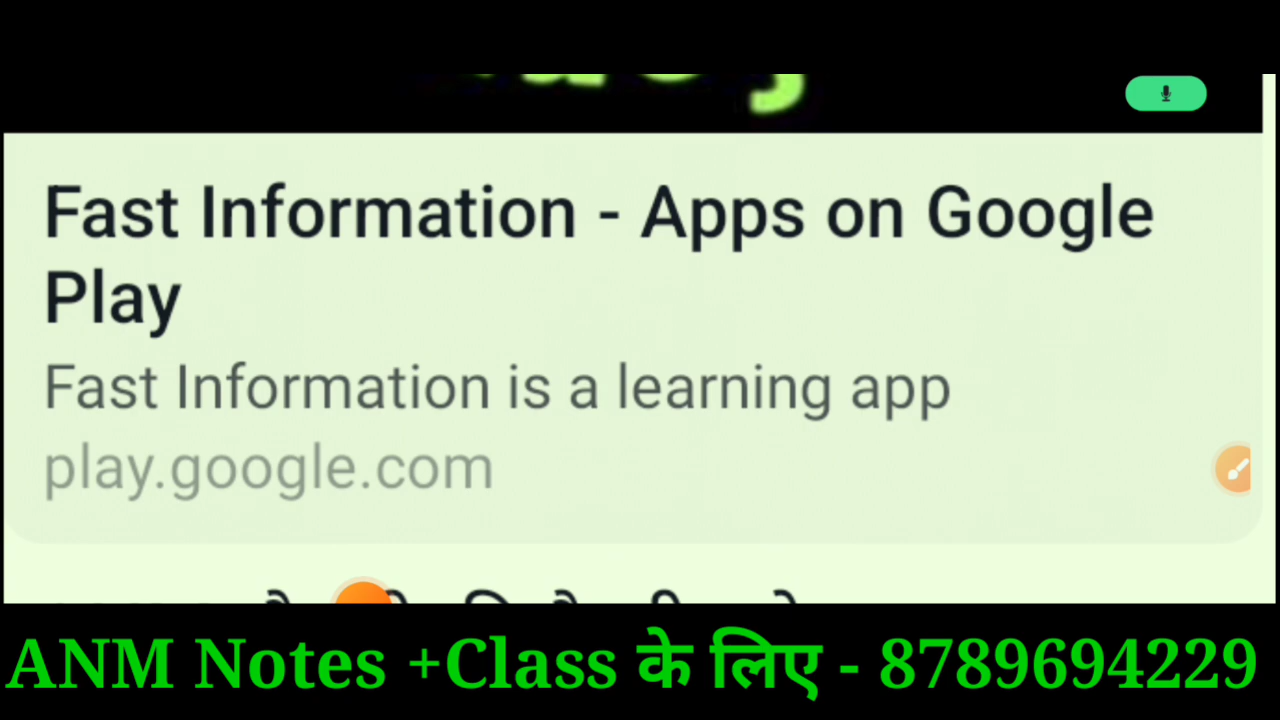 Fast Information - Apps on Google
Play
Fast Information is a learning app
play.google.com
ANM Notes +Class के लिए - 8789694229